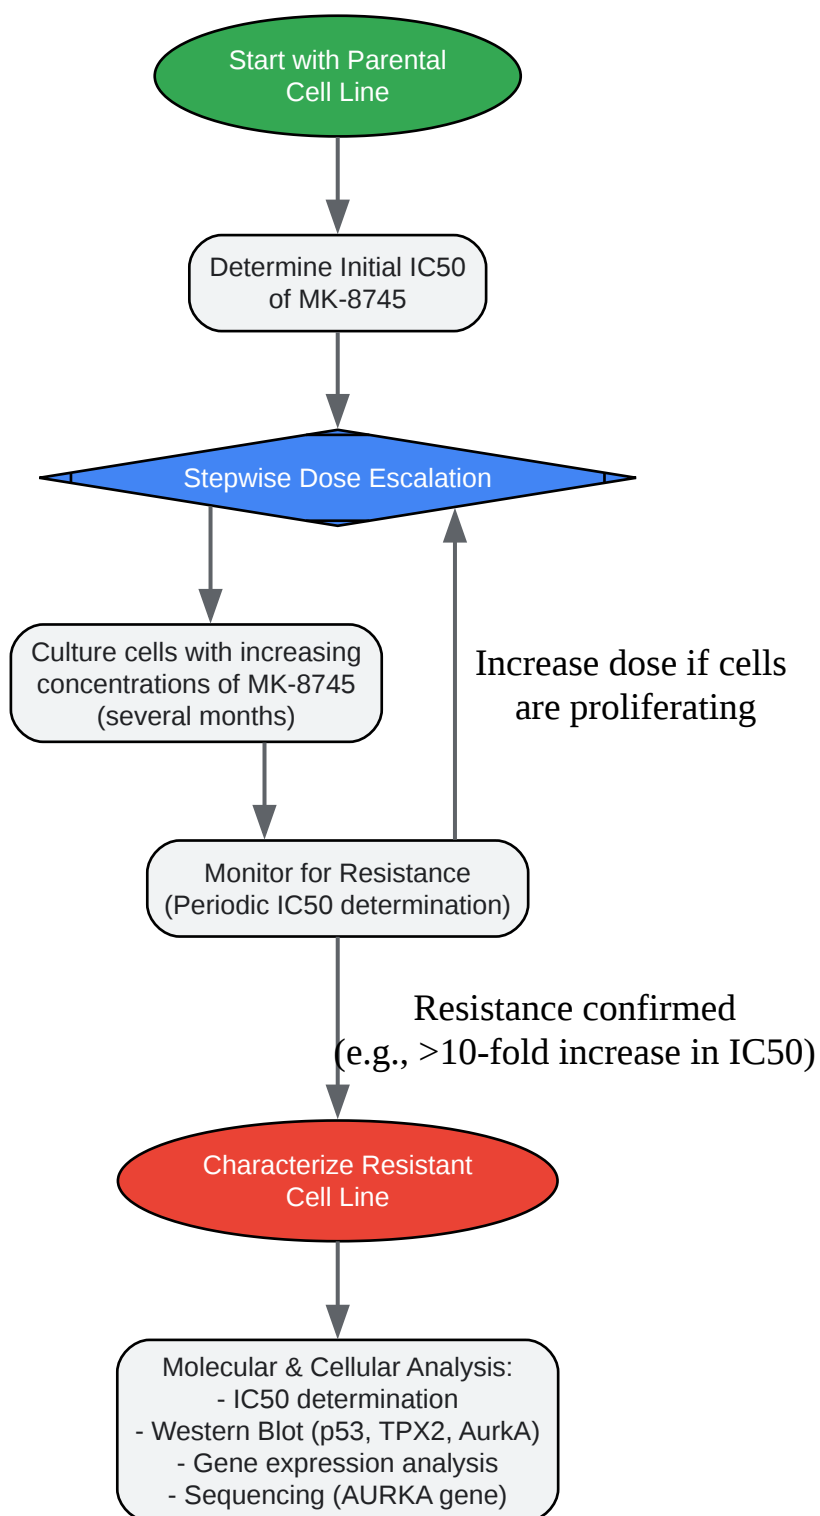 Start with Parental
Cell Line
Determine Initial IC50
of MK-8745
Stepwise Dose Escalation
Culture cells with increasing
concentrations of MK-8745
(several months)
Increase dose if cells
are proliferating
Monitor for Resistance
(Periodic IC50 determination)
Resistance confirmed
(e.g., >10-fold increase in IC50)
Characterize Resistant
Cell Line
Molecular & Cellular Analysis:
- IC50 determination
- Western Blot (p53, TPX2, AurkA)
- Gene expression analysis
- Sequencing (AURKA gene)